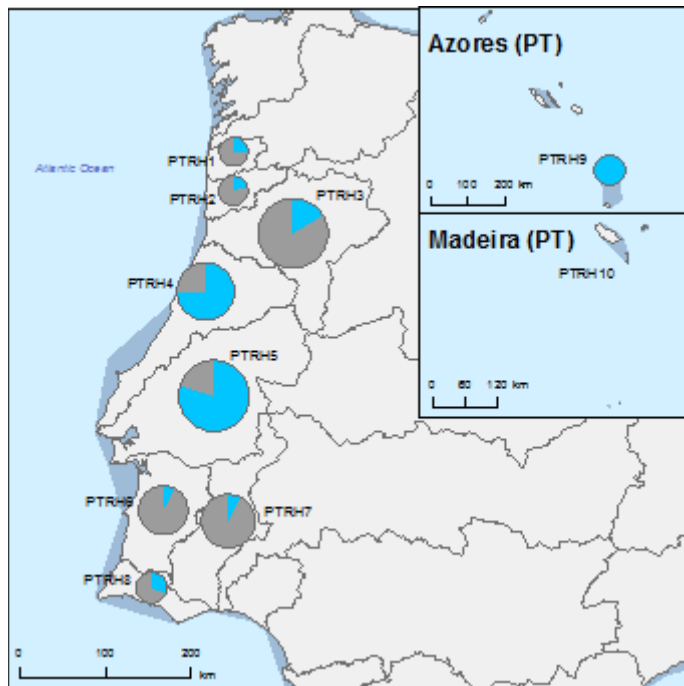 Azores (PT)
PTRH9
0 100 200 km
Madeira (PT)
PTRH10
0 60 120 km
Atlantic Ocean
PTRH1
PTRH2
PTRH3
PTRH4
PTRH5
PTRH6
PTRH7
PTRH8
0 100 200
km